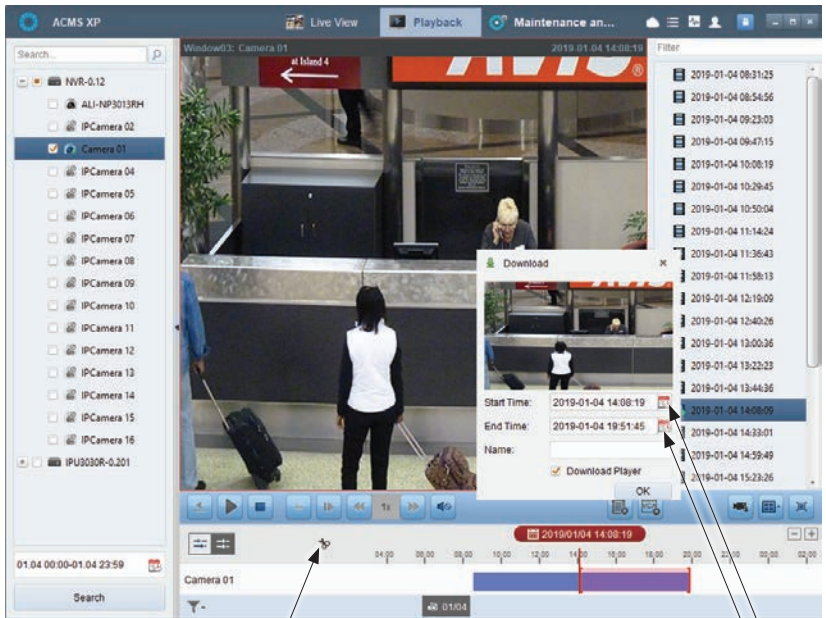 ACMS XP
Live View
Playback
Maintenance an...
Search...
NVR-0.12
ALI-NP3013RH
IPCamera 02
Camera 01
IPCamera 04
IPCamera 05
IPCamera 06
IPCamera 07
IPCamera 08
IPCamera 09
IPCamera 10
IPCamera 11
IPCamera 12
IPCamera 13
IPCamera 14
IPCamera 15
IPCamera 16
IPU3030R-0.201
01.04 00:00-01.04 23:59
Search
Window03: Camera 01
2019-01-04 14:08:19
at Island 4
AVIS®
Download
Start Time: 2019-01-04 14:08:19
End Time: 2019-01-04 19:51:45
Name:
Download Player
OK
Filter
2019-01-04 08:31:25
2019-01-04 08:54:56
2019-01-04 09:23:03
2019-01-04 09:47:15
2019-01-04 10:08:19
2019-01-04 10:29:45
2019-01-04 10:50:04
2019-01-04 11:14:24
2019-01-04 11:36:43
2019-01-04 11:58:13
2019-01-04 12:19:09
2019-01-04 12:40:26
2019-01-04 13:00:36
2019-01-04 13:22:23
2019-01-04 13:44:36
2019-01-04 14:08:09
2019-01-04 14:33:01
2019-01-04 14:59:49
2019-01-04 15:23:26
1x
2019/01/04 14:08:19
04:00 06:00 08:00 10:00 12:00 14:00 16:00 18:00 20:00 22:00 00:00 02:00
Camera 01
01/04